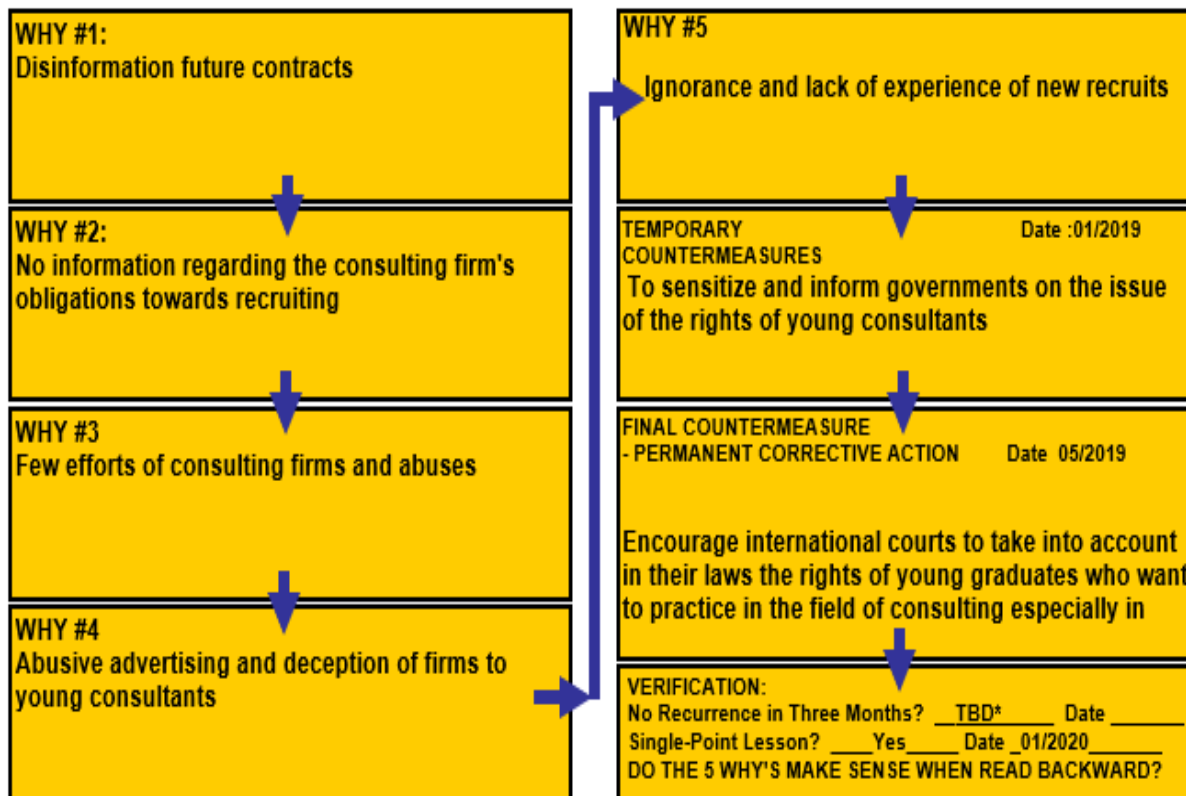 WHY #1:
Disinformation future contracts
WHY #2:
No information regarding the consulting firm's
obligations towards recruiting
WHY #3
Few efforts of consulting firms and abuses
WHY #4
Abusive advertising and deception of firms to
young consultants
WHY #5
Ignorance and lack of experience of new recruits
TEMPORARY Date :01/2019
COUNTERMEASURES
To sensitize and inform governments on the issue
of the rights of young consultants
FINAL COUNTERMEASURE
- PERMANENT CORRECTIVE ACTION Date 05/2019
Encourage international courts to take into account
in their laws the rights of young graduates who want
to practice in the field of consulting especially in
VERIFICATION:
No Recurrence in Three Months? __TBD*_____ Date _______
Single-Point Lesson? ____Yes_____ Date _01/2020_______
DO THE 5 WHY'S MAKE SENSE WHEN READ BACKWARD?